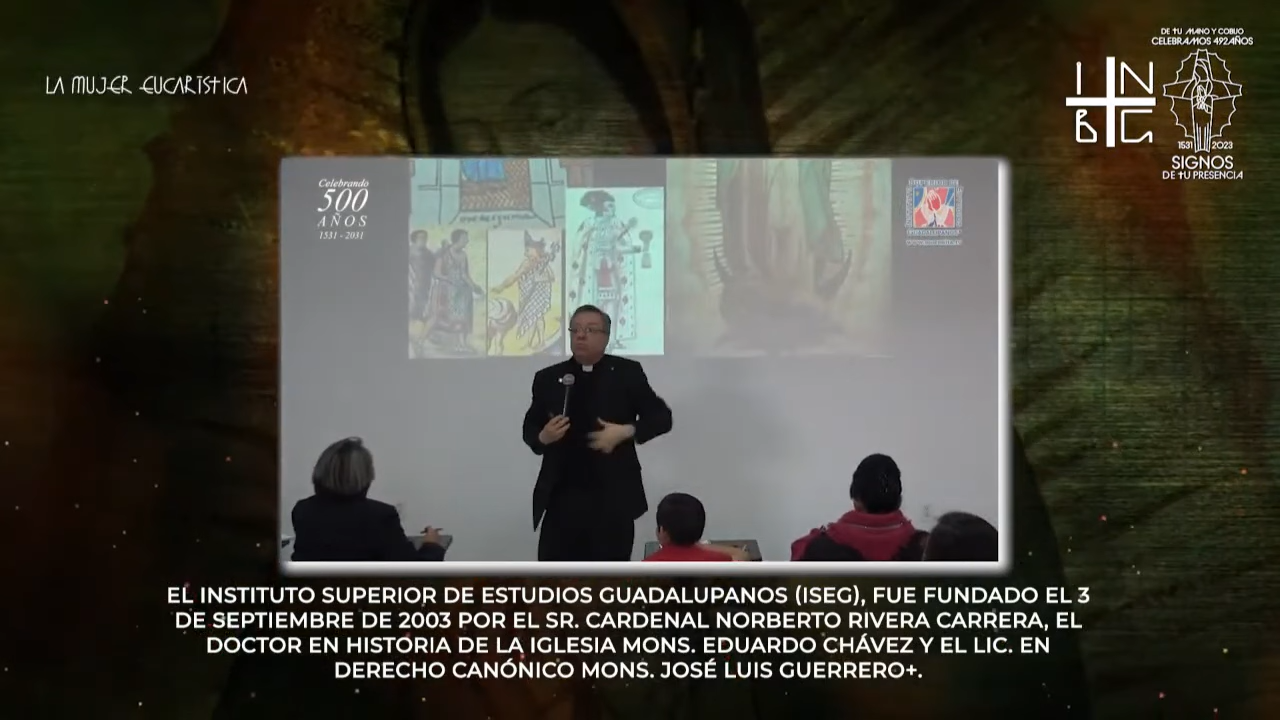 LA MUJER EUCARÍSTICA
DE TU MANO Y COBIJO
CELEBRAMOS 492 AÑOS
I N
B G
1531 2023
SIGNOS
DE TU PRESENCIA
Celebrando
500
AÑOS
1531 - 2031
SUPERIOR DE
GUADALUPANOS
EL INSTITUTO SUPERIOR DE ESTUDIOS GUADALUPANOS (ISEG), FUE FUNDADO EL 3
DE SEPTIEMBRE DE 2003 POR EL SR. CARDENAL NORBERTO RIVERA CARRERA, EL
DOCTOR EN HISTORIA DE LA IGLESIA MONS. EDUARDO CHÁVEZ Y EL LIC. EN
DERECHO CANÓNICO MONS. JOSÉ LUIS GUERRERO+.